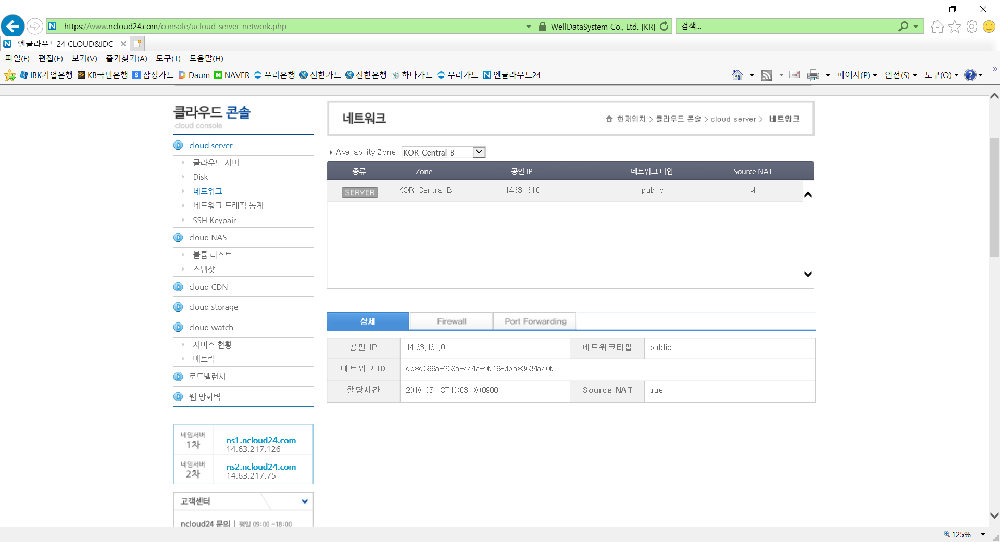 https://www.ncloud24.com/console/ucloud_server_network.php
WellDataSystem Co., Ltd. [KR]
검색...
엔클라우드24 CLOUD&IDC
파일(F) 편집(E) 보기(V) 즐겨찾기(A) 도구(T) 도움말(H)
IBK기업은행 KB국민은행 삼성카드 Daum NAVER 우리은행 신한카드 신한은행 하나카드 우리카드 엔클라우드24
페이지(P) 안전(S) 도구(O)
클라우드 콘솔
cloud console
cloud server
클라우드 서버
Disk
네트워크
네트워크 트래픽 통계
SSH Keypair
cloud NAS
볼륨 리스트
스냅샷
cloud CDN
cloud storage
cloud watch
서비스 현황
메트릭
로드밸런서
웹 방화벽
네임서버 1차
ns1.ncloud24.com
14.63.217.126
네임서버 2차
ns2.ncloud24.com
14.63.217.75
고객센터
ncloud24 문의 | 평일 09:00 ~18:00
네트워크
현재위치 > 클라우드 콘솔 > cloud server > 네트워크
Availability Zone KOR-Central B
종류 Zone 공인 IP 네트워크 타입 Source NAT
SERVER KOR-Central B 14.63.161.0 public 예
상세 Firewall Port Forwarding
공인 IP 14.63.161.0 네트워크타입 public
네트워크 ID db8d366a-238a-444a-9b16-dba83634a40b
할당시간 2018-05-18T10:03:18+0900 Source NAT true
125%